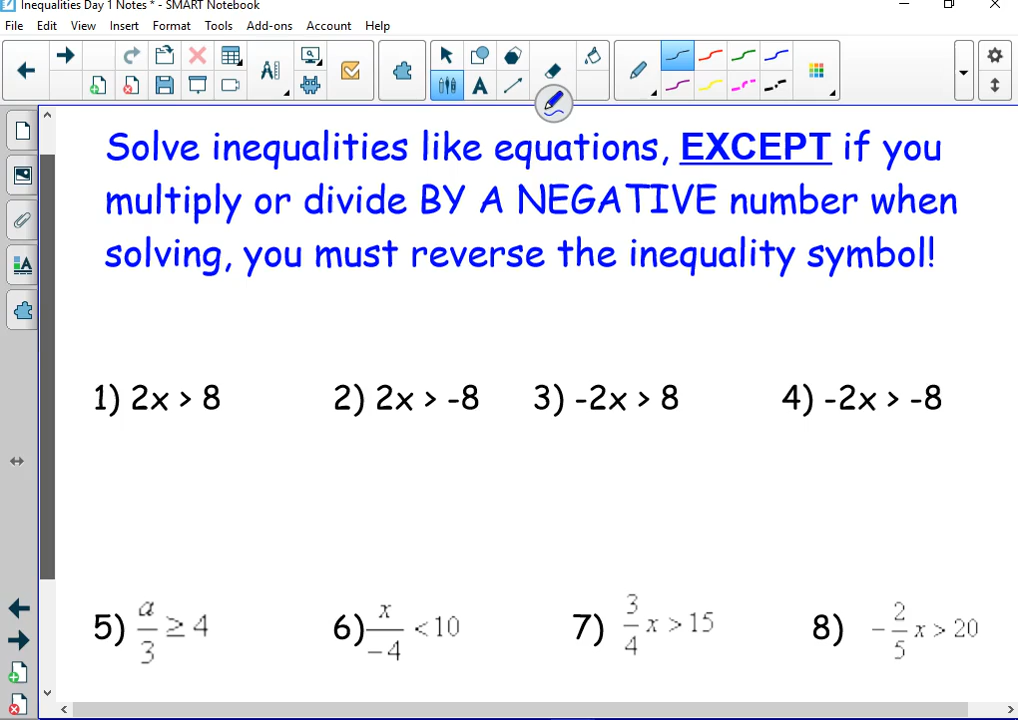 Inequalities Day 1 Notes * - SMART Notebook
File Edit View Insert Format Tools Add-ons Account Help
Solve inequalities like equations, EXCEPT if you
multiply or divide BY A NEGATIVE number when
solving, you must reverse the inequality symbol!
1) 2x > 8 2) 2x > -8 3) -2x > 8 4) -2x > -8
5) a/3 ≥ 4 6) x/-4 < 10 7) 3/4 x > 15 8) -2/5 x > 20